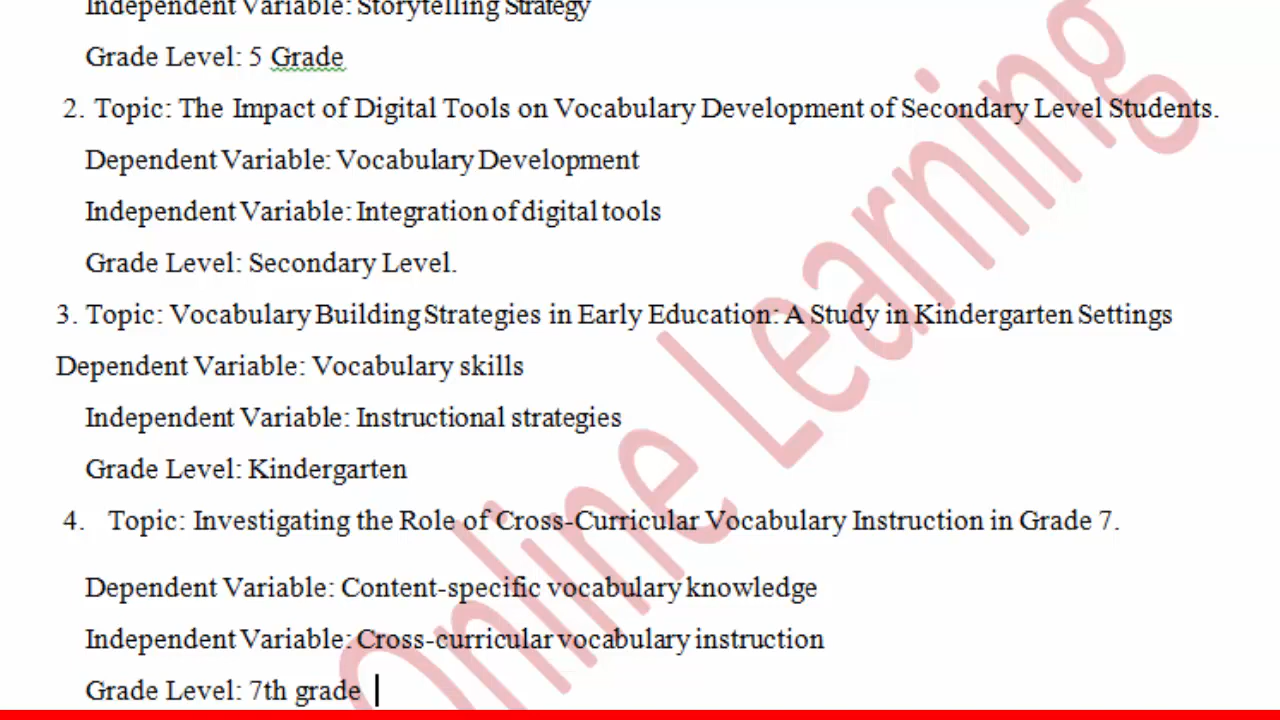 Independent Variable: Storytelling Strategy
Grade Level: 5 Grade
2. Topic: The Impact of Digital Tools on Vocabulary Development of Secondary Level Students.
Dependent Variable: Vocabulary Development
Independent Variable: Integration of digital tools
Grade Level: Secondary Level.
3. Topic: Vocabulary Building Strategies in Early Education: A Study in Kindergarten Settings
Dependent Variable: Vocabulary skills
Independent Variable: Instructional strategies
Grade Level: Kindergarten
4. Topic: Investigating the Role of Cross-Curricular Vocabulary Instruction in Grade 7.
Dependent Variable: Content-specific vocabulary knowledge
Independent Variable: Cross-curricular vocabulary instruction
Grade Level: 7th grade
Online Learning